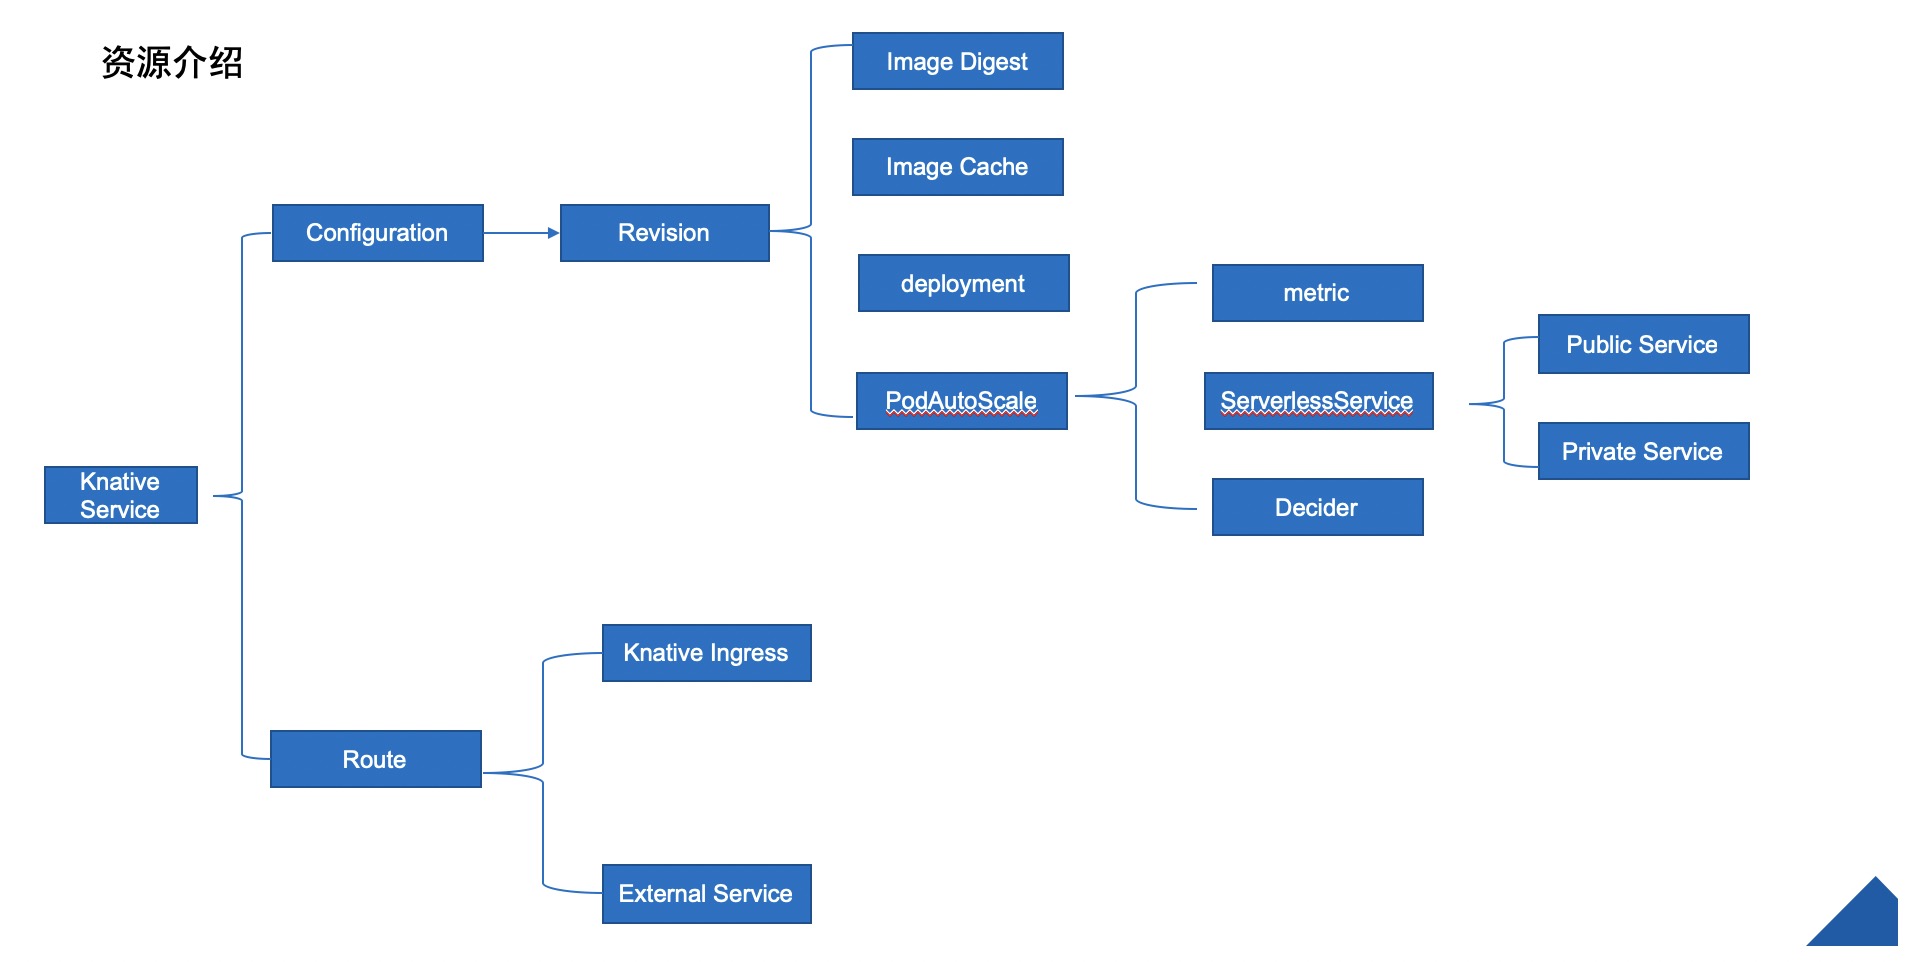 资源介绍
Image Digest
Image Cache
Configuration
Revision
deployment
metric
Public Service
PodAutoScale
ServerlessService
Private Service
Knative
Service
Decider
Knative Ingress
Route
External Service